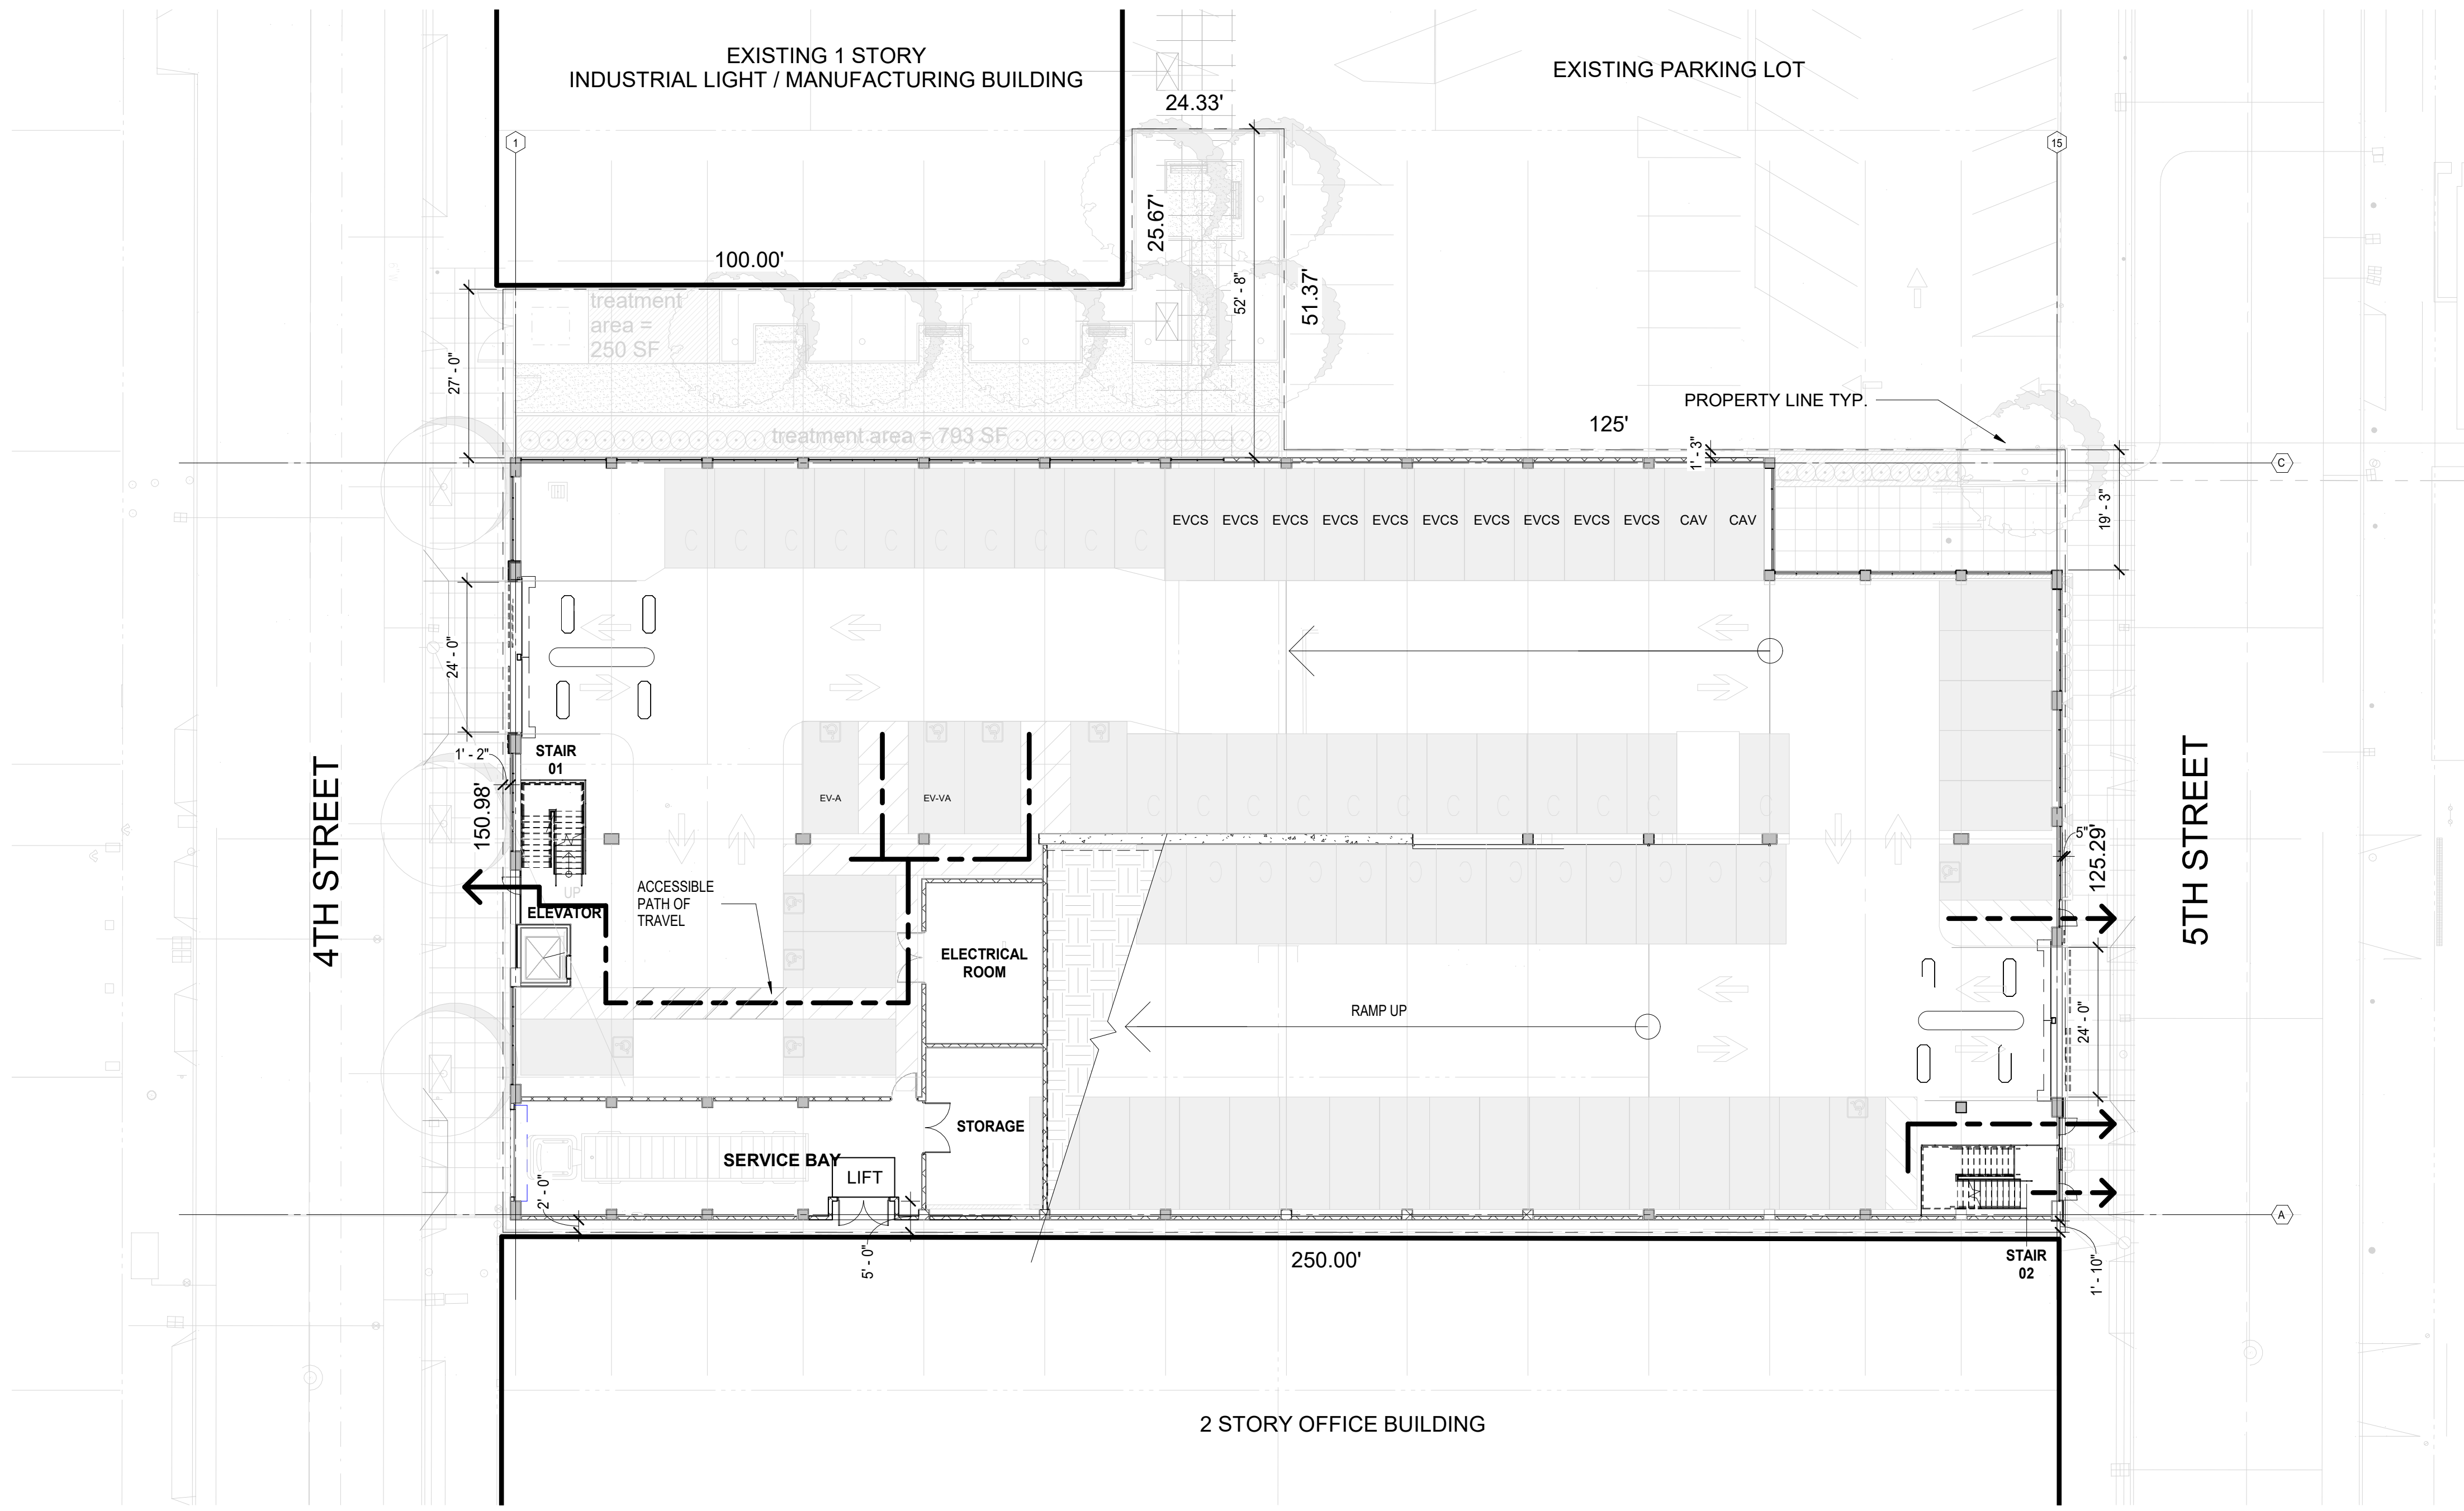 EXISTING 1 STORY
INDUSTRIAL LIGHT / MANUFACTURING BUILDING
EXISTING PARKING LOT
24.33'
1
15
25.67'
100.00'
52' - 8"
51.37'
treatment
area =
250 SF
27' - 0"
PROPERTY LINE TYP.
125'
treatment area = 793 SF
1' - 3"
C
19' - 3"
EVCS EVCS EVCS EVCS EVCS EVCS EVCS EVCS EVCS EVCS CAV CAV
C C C C C C C C C C
24' - 0"
STAIR
01
1' - 2"
150.98'
4TH STREET
EV-A
EV-VA
C C C C C C C C C C C C
5TH STREET
5"
125.29'
UP
ELEVATOR
ACCESSIBLE
PATH OF
TRAVEL
C C C C C C C C C C C C C
ELECTRICAL
ROOM
RAMP UP
24' - 0"
STORAGE
SERVICE BAY
LIFT
2' - 0"
5' - 0"
A
250.00'
STAIR
02
1' - 10"
2 STORY OFFICE BUILDING